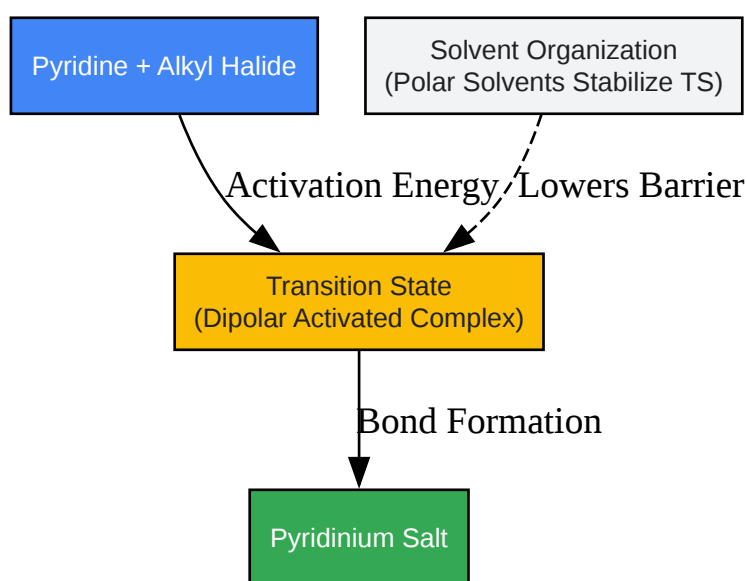 Pyridine + Alkyl Halide
Solvent Organization
(Polar Solvents Stabilize TS)
Activation Energy
Lowers Barrier
Transition State
(Dipolar Activated Complex)
Bond Formation
Pyridinium Salt